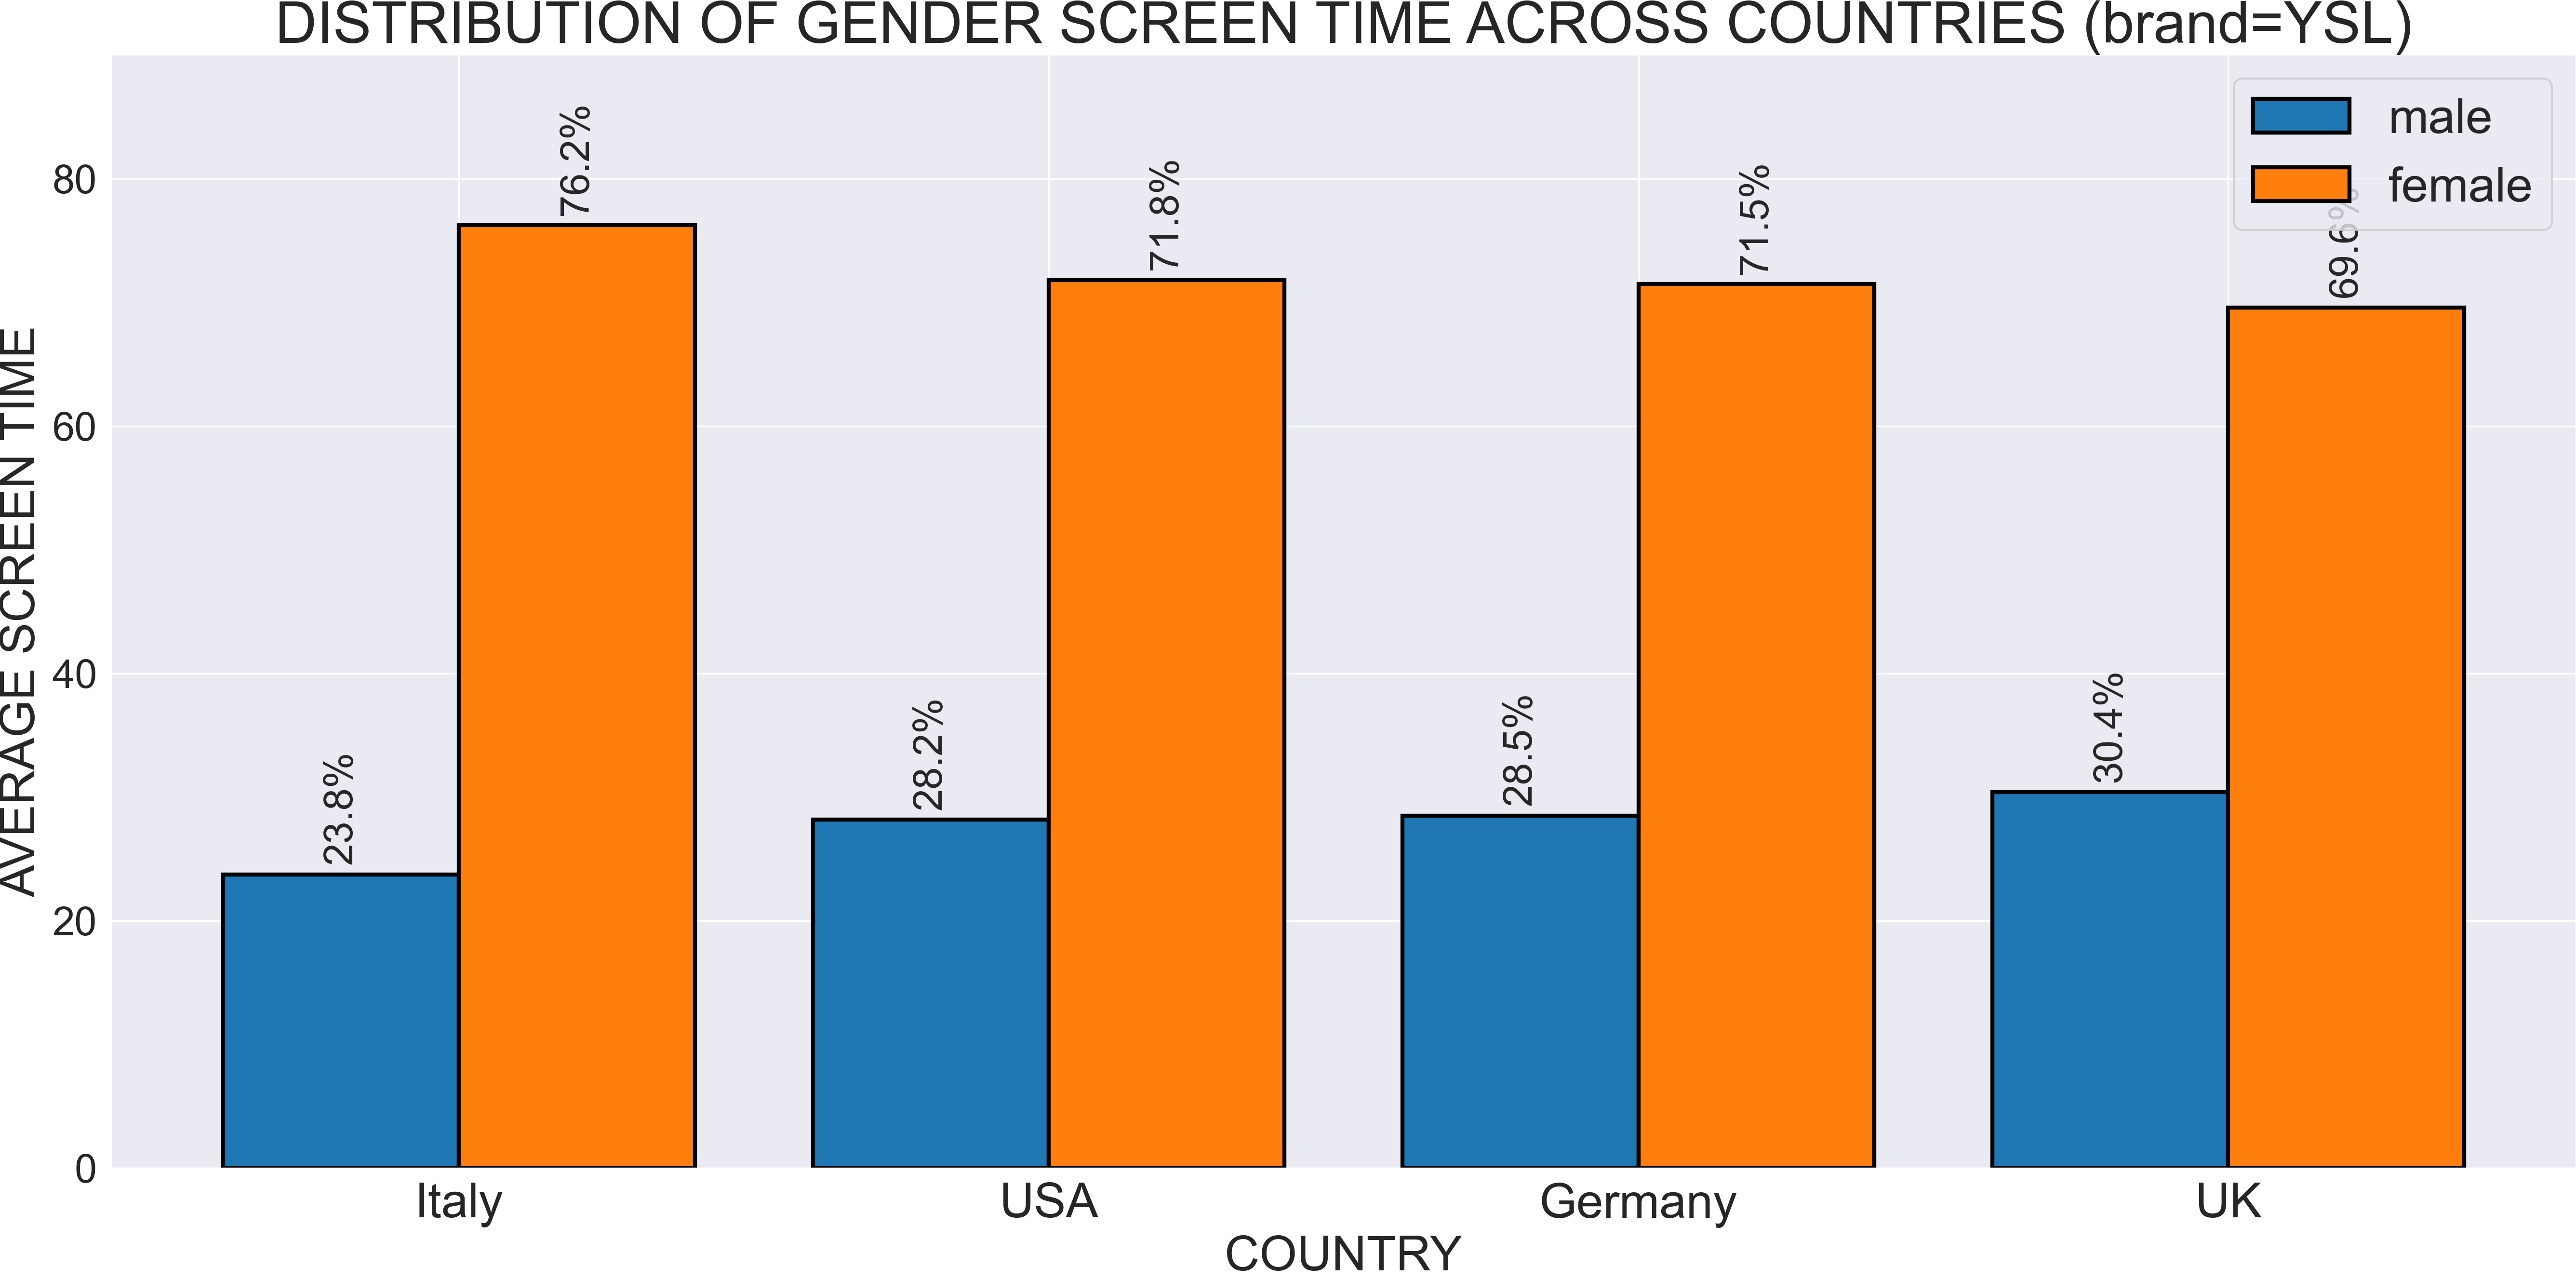 DISTRIBUTION OF GENDER SCREEN TIME ACROSS COUNTRIES (brand=YSL)
male
female
AVERAGE SCREEN TIME
80
60
40
20
0
23.8%
76.2%
28.2%
71.8%
28.5%
71.5%
30.4%
69.6%
Italy
USA
Germany
UK
COUNTRY